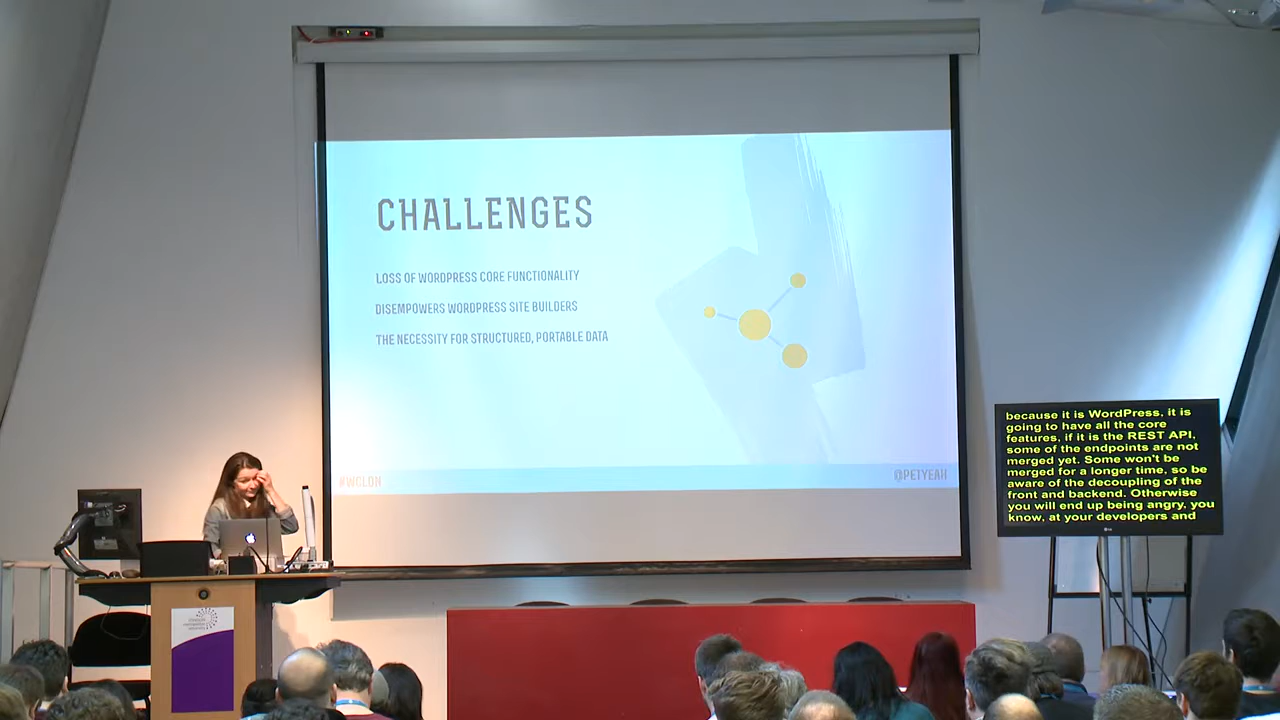 CHALLENGES
LOSS OF WORDPRESS CORE FUNCTIONALITY
DISEMPOWERS WORDPRESS SITE BUILDERS
THE NECESSITY FOR STRUCTURED, PORTABLE DATA
#WCLDN
@PETYEAH
because it is WordPress, it is
going to have all the core
features, if it is the REST API,
some of the endpoints are not
merged yet. Some won't be
merged for a longer time, so be
aware of the decoupling of the
front and backend. Otherwise
you will end up being angry, you
know, at your developers and